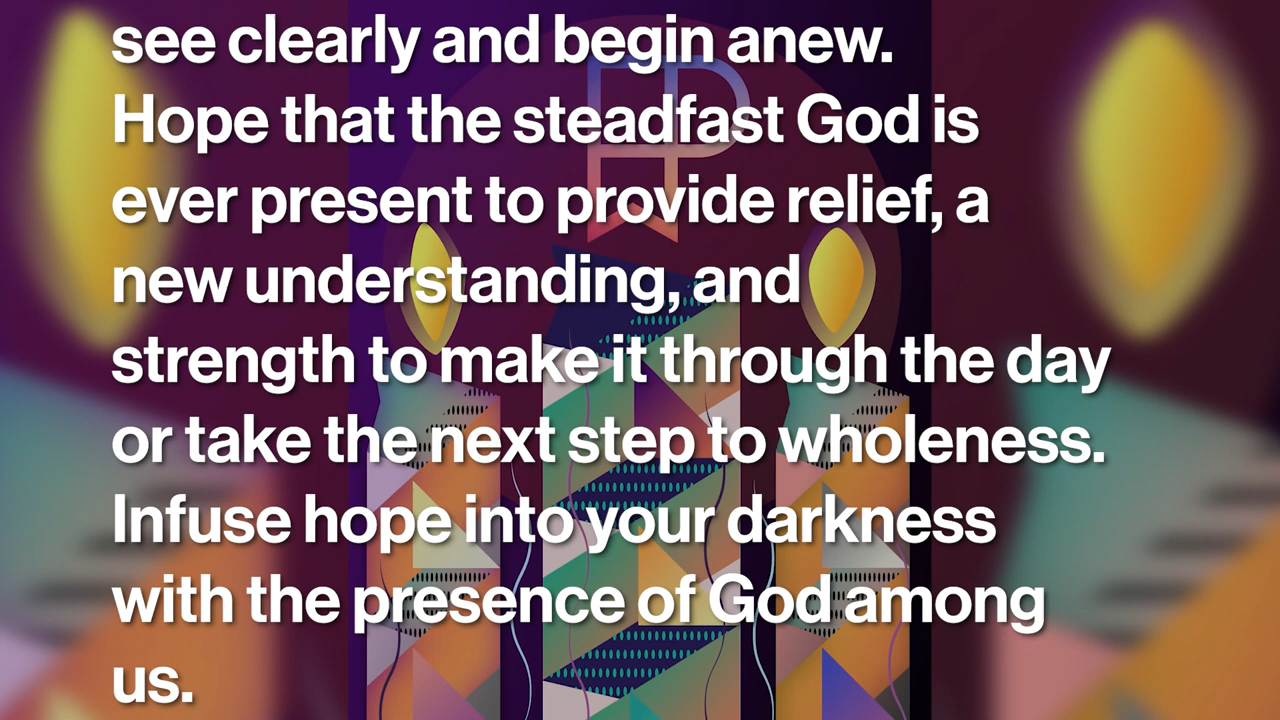 see clearly and begin anew.
Hope that the steadfast God is
ever present to provide relief, a
new understanding, and
strength to make it through the day
or take the next step to wholeness.
Infuse hope into your darkness
with the presence of God among
us.